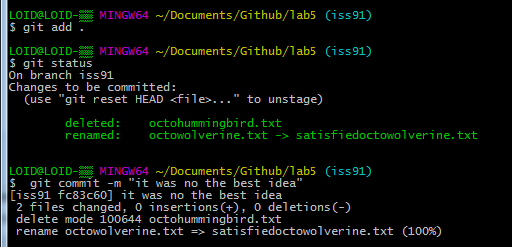 LOID@LOID-▒▒ MINGW64 ~/Documents/Github/lab5 (iss91)
$ git add .
LOID@LOID-▒▒ MINGW64 ~/Documents/Github/lab5 (iss91)
$ git status
On branch iss91
Changes to be committed:
  (use "git reset HEAD <file>..." to unstage)
        deleted:    octohummingbird.txt
        renamed:    octowolverine.txt -> satisfiedoctowolverine.txt
LOID@LOID-▒▒ MINGW64 ~/Documents/Github/lab5 (iss91)
$  git commit -m "it was no the best idea"
[iss91 fc83c60] it was no the best idea
 2 files changed, 0 insertions(+), 0 deletions(-)
 delete mode 100644 octohummingbird.txt
 rename octowolverine.txt => satisfiedoctowolverine.txt (100%)